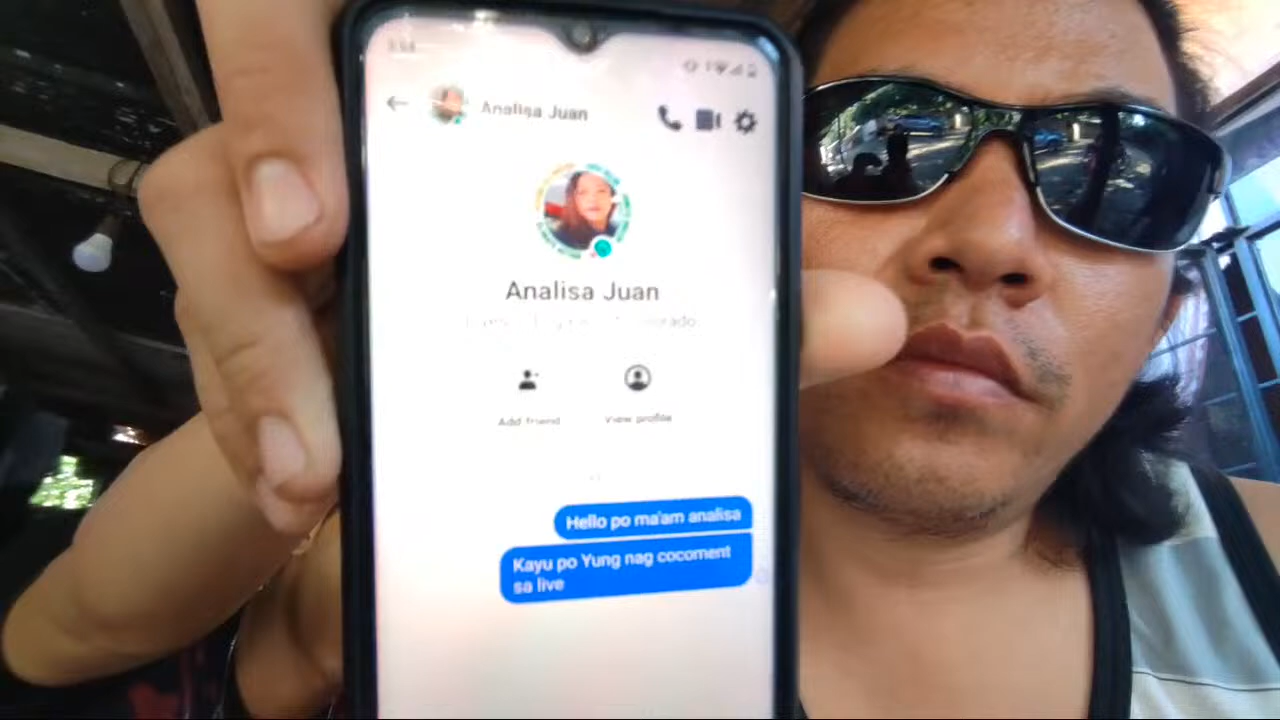 Analisa Juan
Analisa Juan
Add friend
View profile
Hello po ma'am analisa
Kayu po Yung nag cocoment
sa live